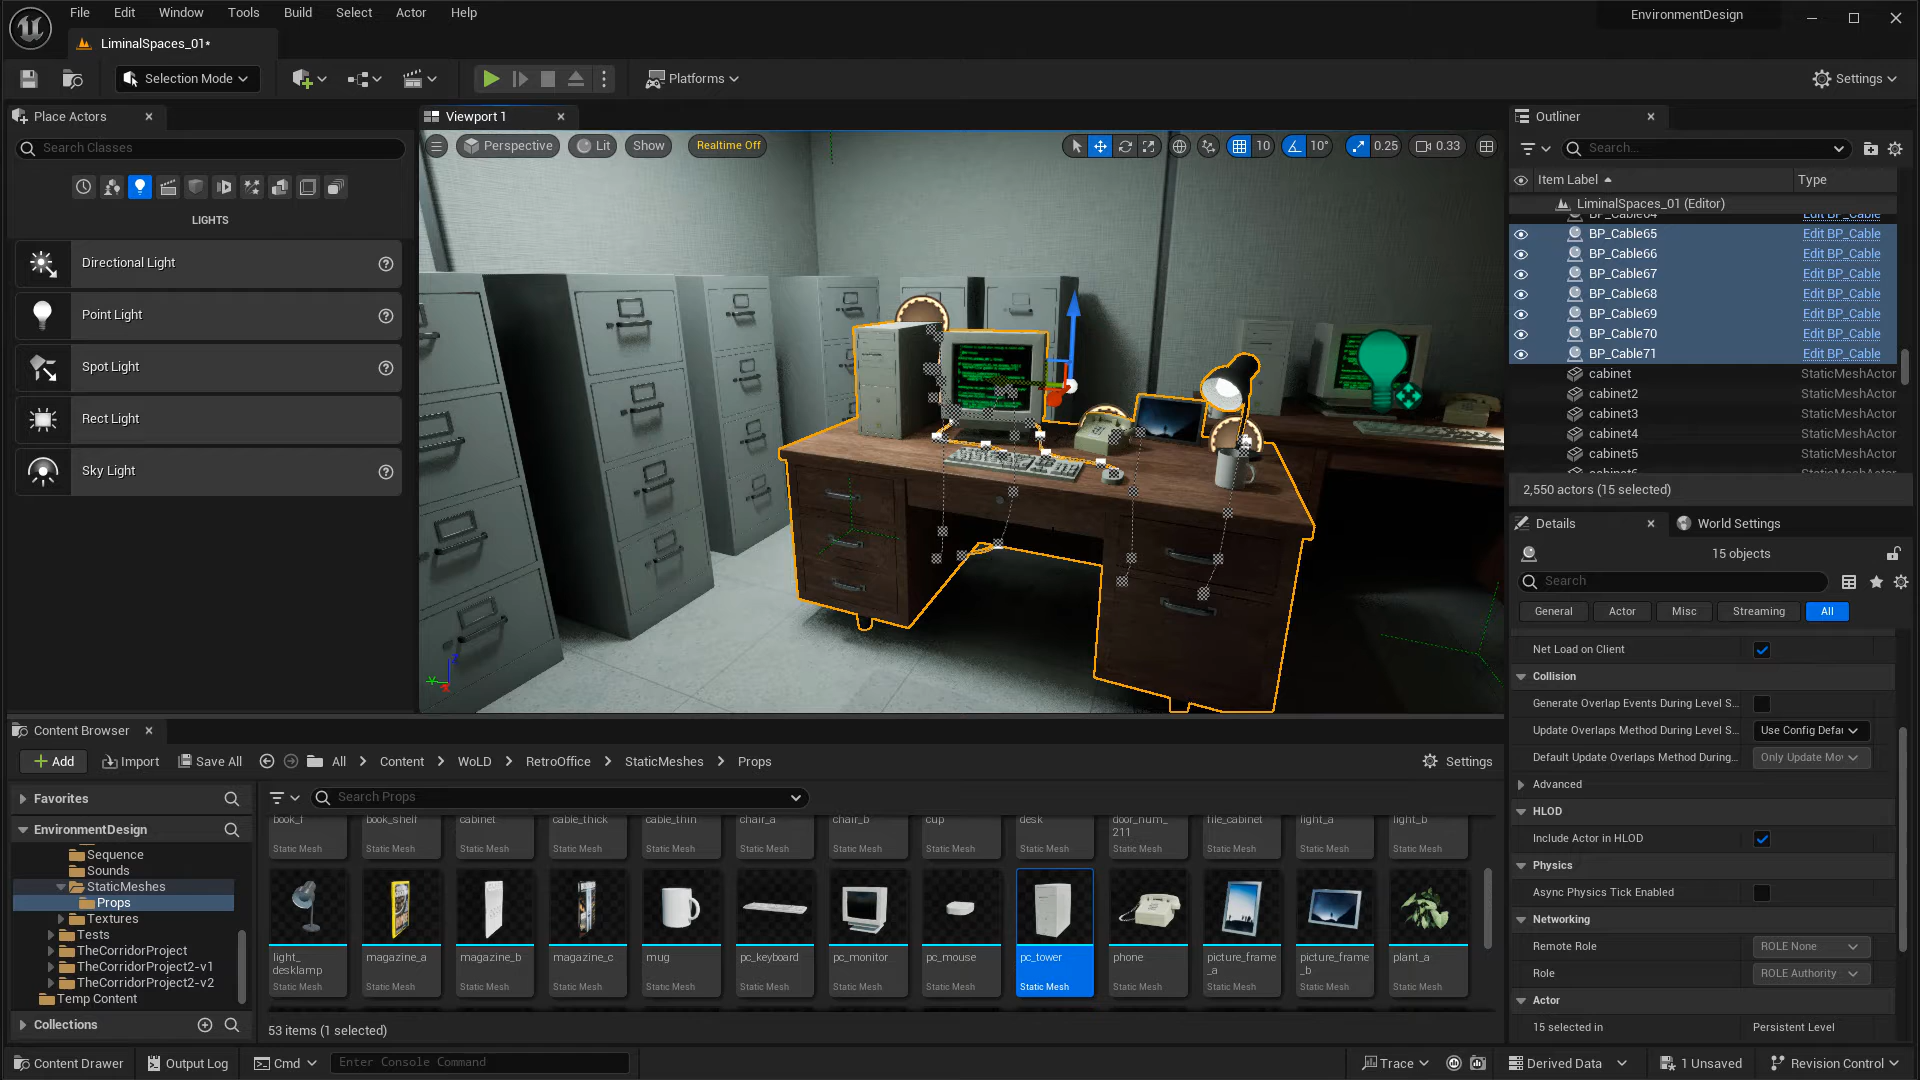 File Edit Window Tools Build Select Actor Help
EnvironmentDesign
LiminalSpaces_01*
Selection Mode
Platforms
Settings
Place Actors
Search Classes
LIGHTS
Directional Light
Point Light
Spot Light
Rect Light
Sky Light
Viewport 1
Perspective Lit Show Realtime Off
10 10° 0.25 0.33
Outliner
Search...
Item Label Type
LiminalSpaces_01 (Editor)
BP_Cable64 Edit BP_Cable
BP_Cable65 Edit BP_Cable
BP_Cable66 Edit BP_Cable
BP_Cable67 Edit BP_Cable
BP_Cable68 Edit BP_Cable
BP_Cable69 Edit BP_Cable
BP_Cable70 Edit BP_Cable
BP_Cable71 Edit BP_Cable
cabinet StaticMeshActor
cabinet2 StaticMeshActor
cabinet3 StaticMeshActor
cabinet4 StaticMeshActor
cabinet5 StaticMeshActor
cabinet6
2,550 actors (15 selected)
Details World Settings
15 objects
Search
General Actor Misc Streaming All
Net Load on Client
Collision
Generate Overlap Events During Level S...
Update Overlaps Method During Level S... Use Config Defau
Default Update Overlaps Method During... Only Update Mov
Advanced
HLOD
Include Actor in HLOD
Physics
Async Physics Tick Enabled
Networking
Remote Role ROLE None
Role ROLE Authority
Actor
15 selected in Persistent Level
Content Browser
Add Import Save All All Content WoLD RetroOffice StaticMeshes Props Settings
Favorites
EnvironmentDesign
Sequence
Sounds
StaticMeshes
Props
Textures
Tests
TheCorridorProject
TheCorridorProject2-v1
TheCorridorProject2-v2
Temp Content
Collections
Search Props
book_f book_shelf cabinet cable_thick cable_thin chair_a chair_b cup desk door_num_ file_cabinet light_a light_b
211
Static Mesh Static Mesh Static Mesh Static Mesh Static Mesh Static Mesh Static Mesh Static Mesh Static Mesh Static Mesh Static Mesh Static Mesh Static Mesh
light_ magazine_a magazine_b magazine_c mug pc_keyboard pc_monitor pc_mouse pc_tower phone picture_frame picture_frame plant_a
desklamp _a _b
Static Mesh Static Mesh Static Mesh Static Mesh Static Mesh Static Mesh Static Mesh Static Mesh Static Mesh Static Mesh Static Mesh Static Mesh Static Mesh
53 items (1 selected)
Content Drawer Output Log Cmd Enter Console Command Trace Derived Data 1 Unsaved Revision Control